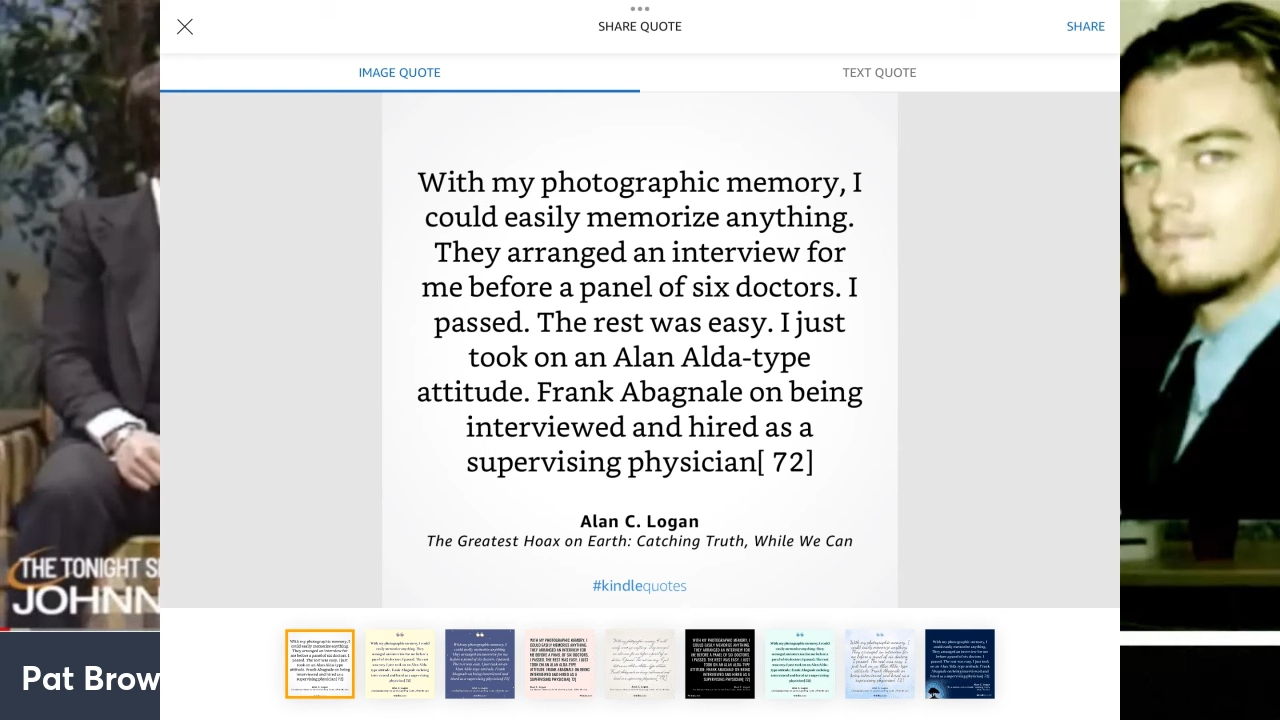 SHARE QUOTE
SHARE
IMAGE QUOTE
TEXT QUOTE
With my photographic memory, I
could easily memorize anything.
They arranged an interview for
me before a panel of six doctors. I
passed. The rest was easy. I just
took on an Alan Alda-type
attitude. Frank Abagnale on being
interviewed and hired as a
supervising physician[ 72]
Alan C. Logan
The Greatest Hoax on Earth: Catching Truth, While We Can
#kindlequotes
THE TONIGHT S
JOHNN
Pat Brow